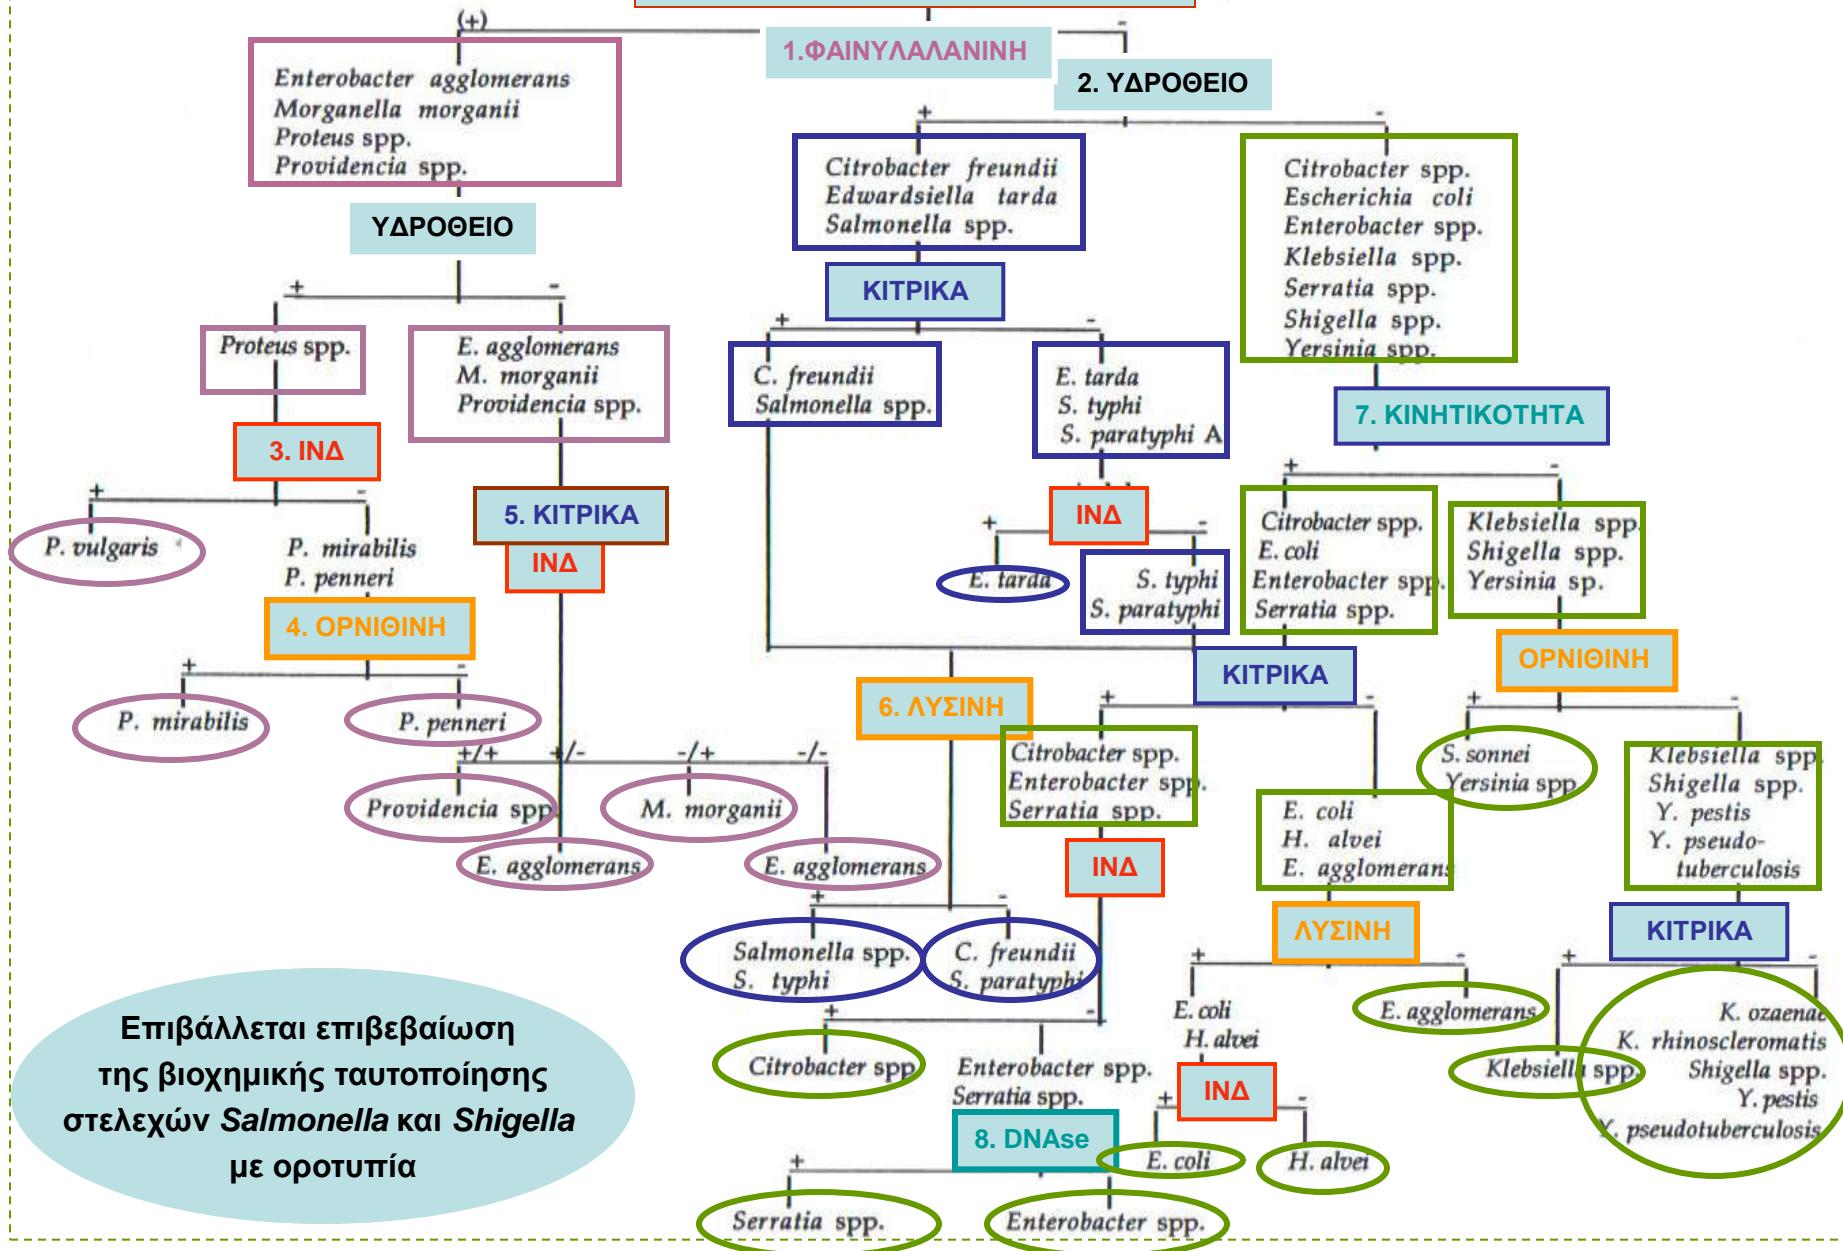 (+)
-
1.ΦΑΙΝΥΛΑΛΑΝΙΝΗ
Enterobacter agglomerans
Morganella morganii
Proteus spp.
Providencia spp.
2. ΥΔΡΟΘΕΙΟ
+
-
Citrobacter freundii
Edwardsiella tarda
Salmonella spp.
Citrobacter spp.
Escherichia coli
Enterobacter spp.
Klebsiella spp.
Serratia spp.
Shigella spp.
Yersinia spp.
ΥΔΡΟΘΕΙΟ
+
-
Proteus spp.
E. agglomerans
M. morganii
Providencia spp.
ΚΙΤΡΙΚΑ
+
-
C. freundii
Salmonella spp.
E. tarda
S. typhi
S. paratyphi A
7. ΚΙΝΗΤΙΚΟΤΗΤΑ
+
-
3. ΙΝΔ
+
-
P. vulgaris
P. mirabilis
P. penneri
5. ΚΙΤΡΙΚΑ
ΙΝΔ
ΙΝΔ
+
-
E. tarda
S. typhi
S. paratyphi
Citrobacter spp.
E. coli
Enterobacter spp.
Serratia spp.
Klebsiella spp.
Shigella spp.
Yersinia sp.
4. ΟΡΝΙΘΙΝΗ
+
-
P. mirabilis
P. penneri
+/+
+/-
-/+
-/-
Providencia spp.
M. morganii
E. agglomerans
E. agglomerans
6. ΛΥΣΙΝΗ
+
-
Salmonella spp.
S. typhi
C. freundii
S. paratyphi
ΚΙΤΡΙΚΑ
+
-
Citrobacter spp.
Enterobacter spp.
Serratia spp.
E. coli
H. alvei
E. agglomerans
ΟΡΝΙΘΙΝΗ
+
-
S. sonnei
Yersinia spp
Klebsiella spp.
Shigella spp.
Y. pestis
Y. pseudo-
tuberculosis
ΙΝΔ
+
-
Citrobacter spp
Enterobacter spp.
Serratia spp.
ΛΥΣΙΝΗ
+
-
E. coli
H. alvei
E. agglomerans
ΚΙΤΡΙΚΑ
+
-
Klebsiella spp.
K. ozaenae
K. rhinoscleromatis
Shigella spp.
Y. pestis
Y. pseudotuberculosis
ΙΝΔ
+
-
E. coli
H. alvei
8. DNAse
+
Serratia spp.
Enterobacter spp.
Επιβάλλεται επιβεβαίωση
της βιοχημικής ταυτοποίησης
στελεχών Salmonella και Shigella
με οροτυπία